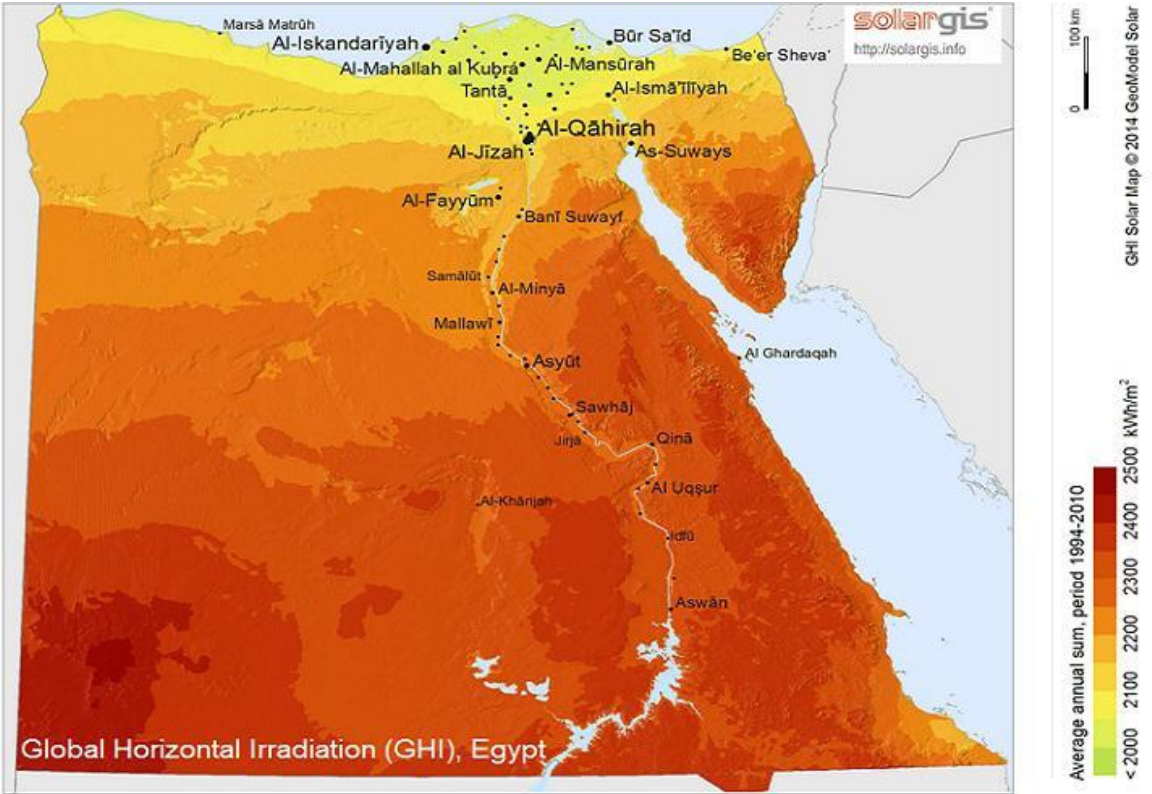 Marsā Matrūh
Al-Iskandarīyah
Būr Sa'īd
Be'er Sheva'
Al-Mahallah al Kubrá
Al-Mansūrah
Tantā
Al-Ismā'īlīyah
Al-Qāhirah
Al-Jīzah
As-Suways
Al-Fayyūm
Banī Suwayf
Samālūt
Al-Minyā
Mallawī
Al Ghardaqah
Asyūt
Sawhāj
Jirjā
Qinā
Al Uqşur
Al-Khārijah
Idfū
Aswān
Global Horizontal Irradiation (GHI), Egypt
solargis
http://solargis.info
0 100 km
GHI Solar Map © 2014 GeoModel Solar
Average annual sum, period 1994-2010
< 2000 2100 2200 2300 2400 2500 kWh/m²